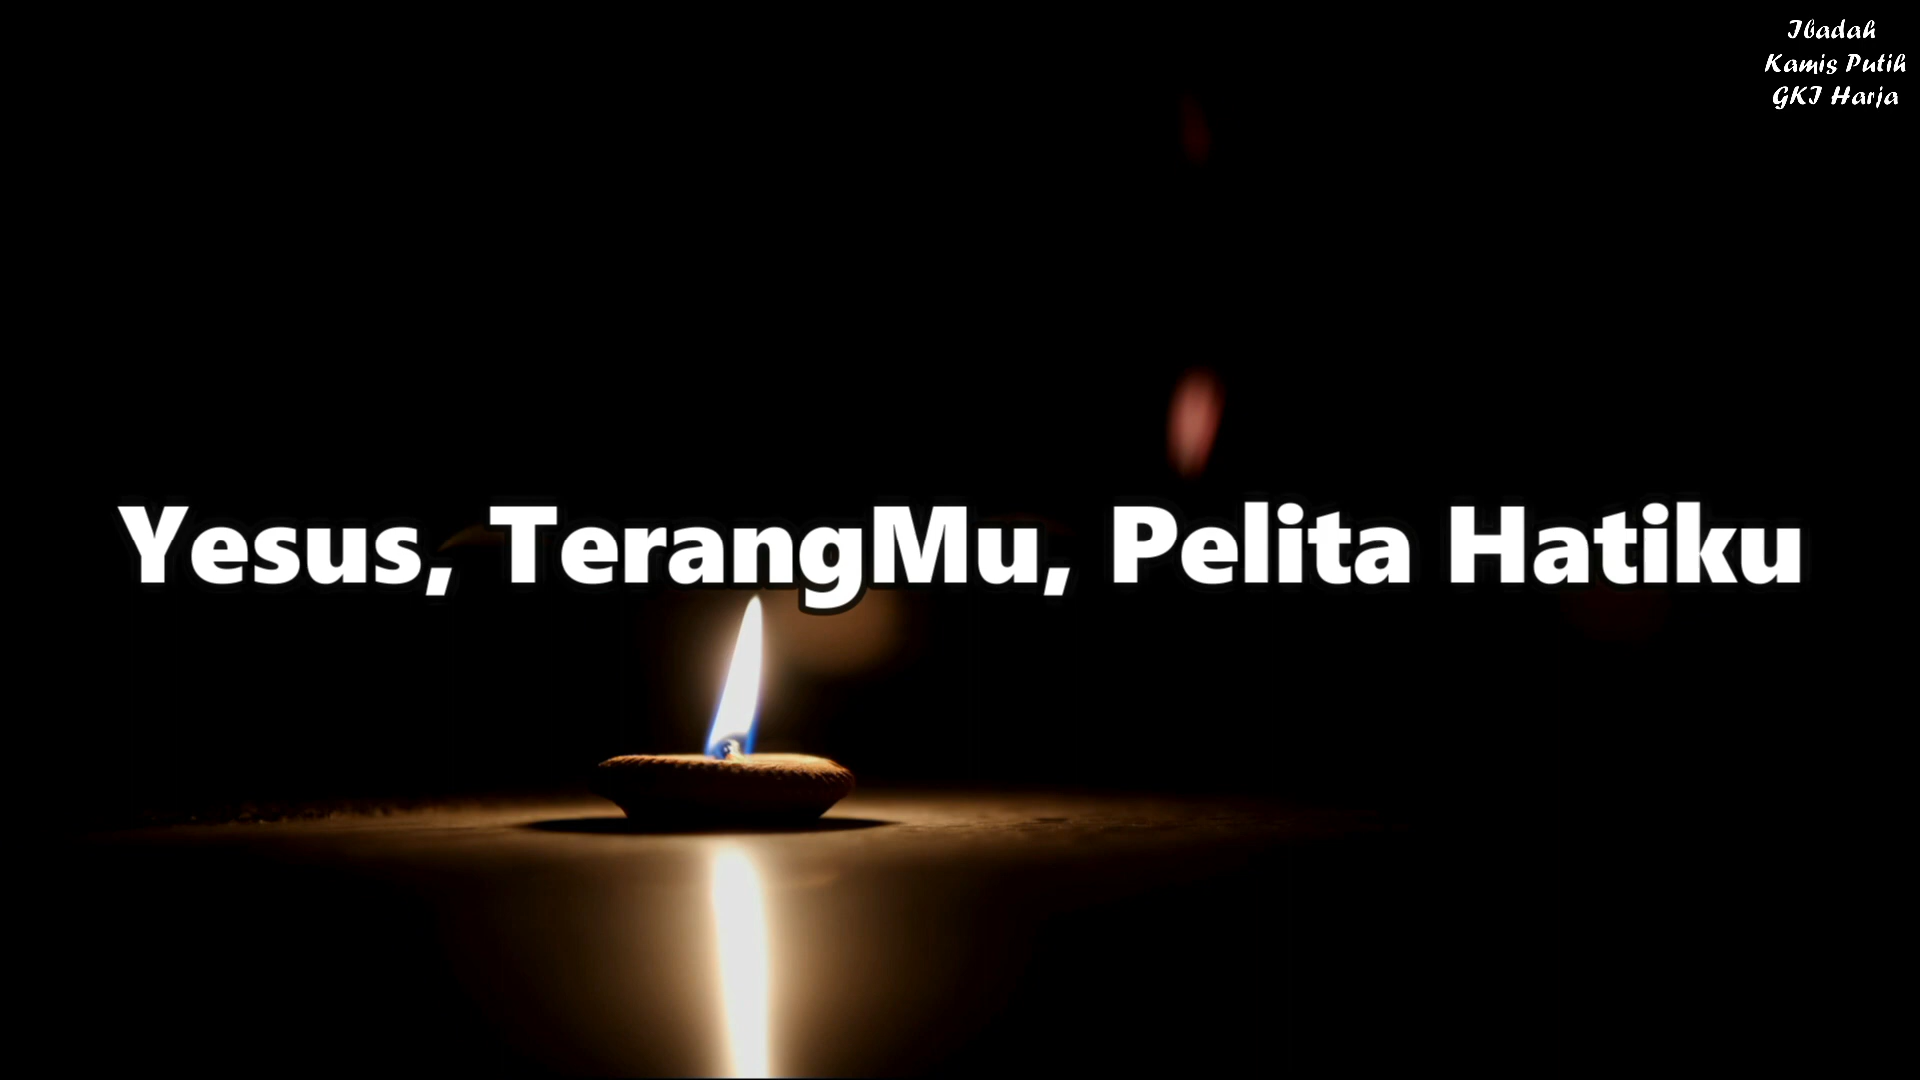 Ibadah
Kamis Putih
GKI Harja
Yesus, TerangMu, Pelita Hatiku